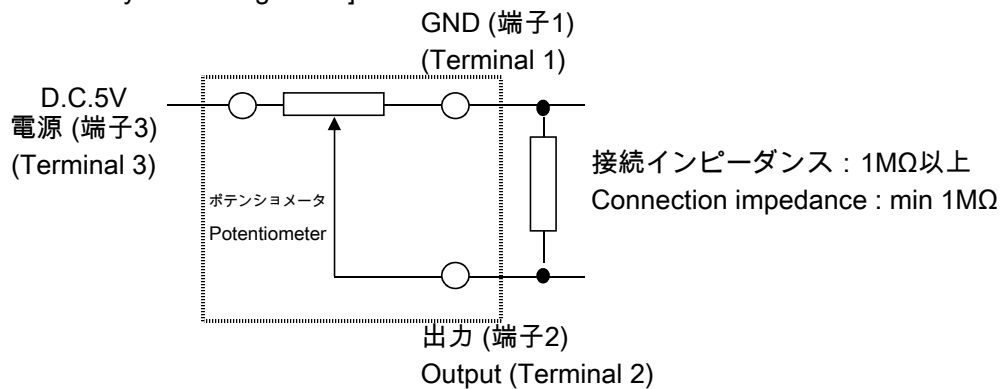 GND (端子1)
(Terminal 1)
D.C.5V
電源 (端子3)
(Terminal 3)
ポテンショメータ
Potentiometer
接続インピーダンス : 1MΩ以上
Connection impedance : min 1MΩ
出力 (端子2)
Output (Terminal 2)